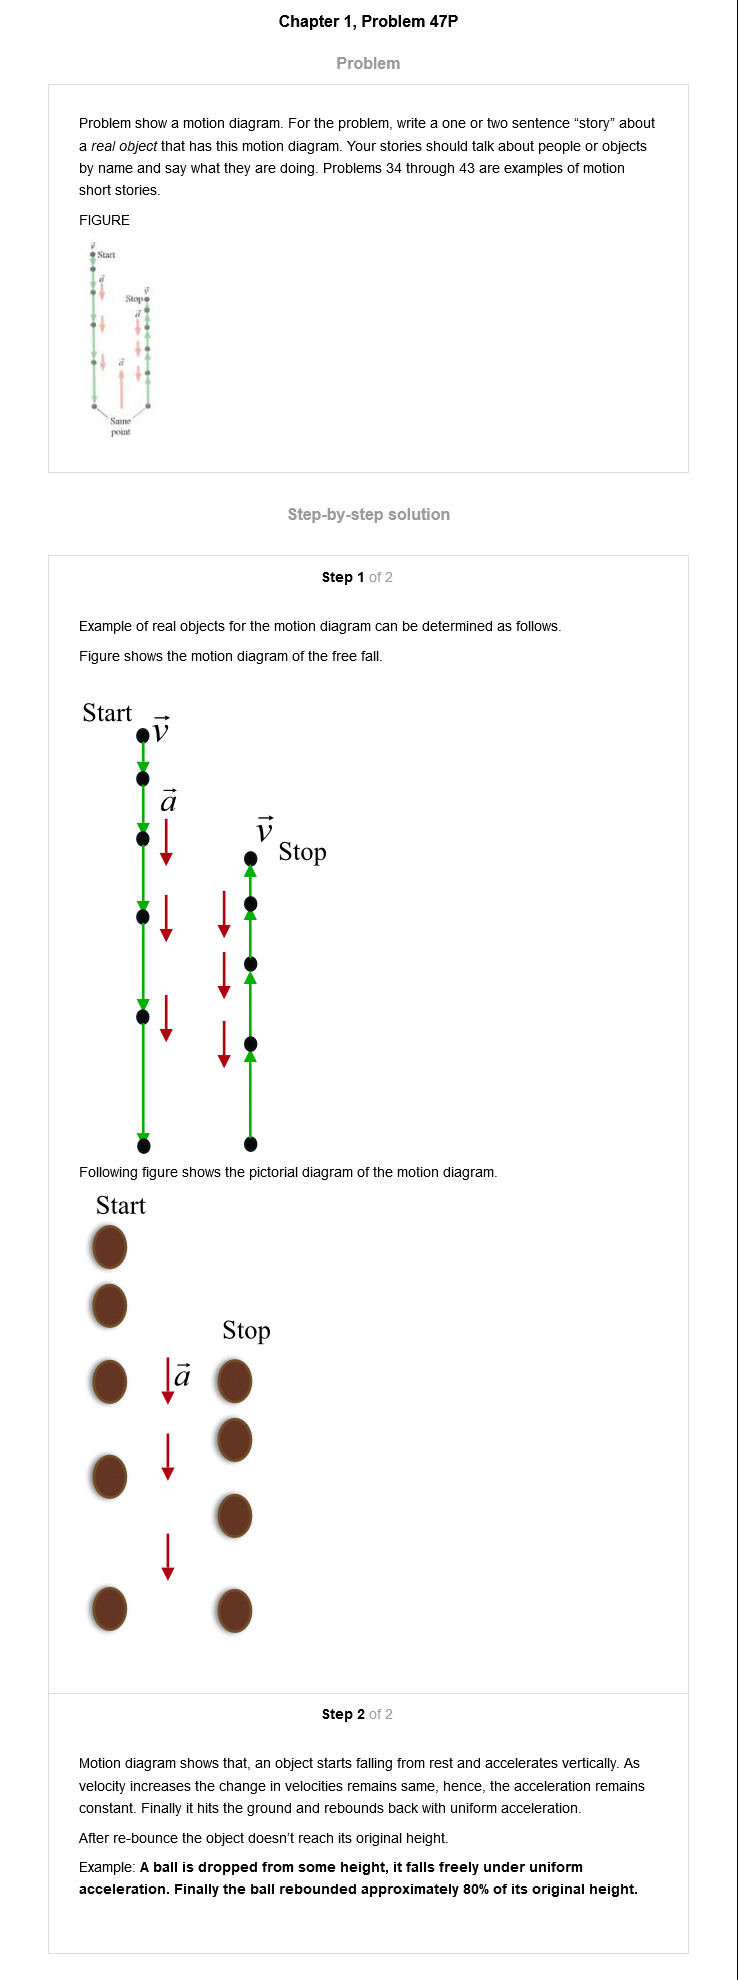 Chapter 1, Problem 47P
Problem
Problem show a motion diagram. For the problem, write a one or two sentence “story” about
a real object that has this motion diagram. Your stories should talk about people or objects
by name and say what they are doing. Problems 34 through 43 are examples of motion
short stories.
FIGURE
v
Start
a
v
Stop
a
a
Same
point
Step-by-step solution
Step 1 of 2
Example of real objects for the motion diagram can be determined as follows.
Figure shows the motion diagram of the free fall.
Start
v
a
v
Stop
Following figure shows the pictorial diagram of the motion diagram.
Start
Stop
a
Step 2 of 2
Motion diagram shows that, an object starts falling from rest and accelerates vertically. As
velocity increases the change in velocities remains same, hence, the acceleration remains
constant. Finally it hits the ground and rebounds back with uniform acceleration.
After re-bounce the object doesn’t reach its original height.
Example: A ball is dropped from some height, it falls freely under uniform
acceleration. Finally the ball rebounded approximately 80% of its original height.